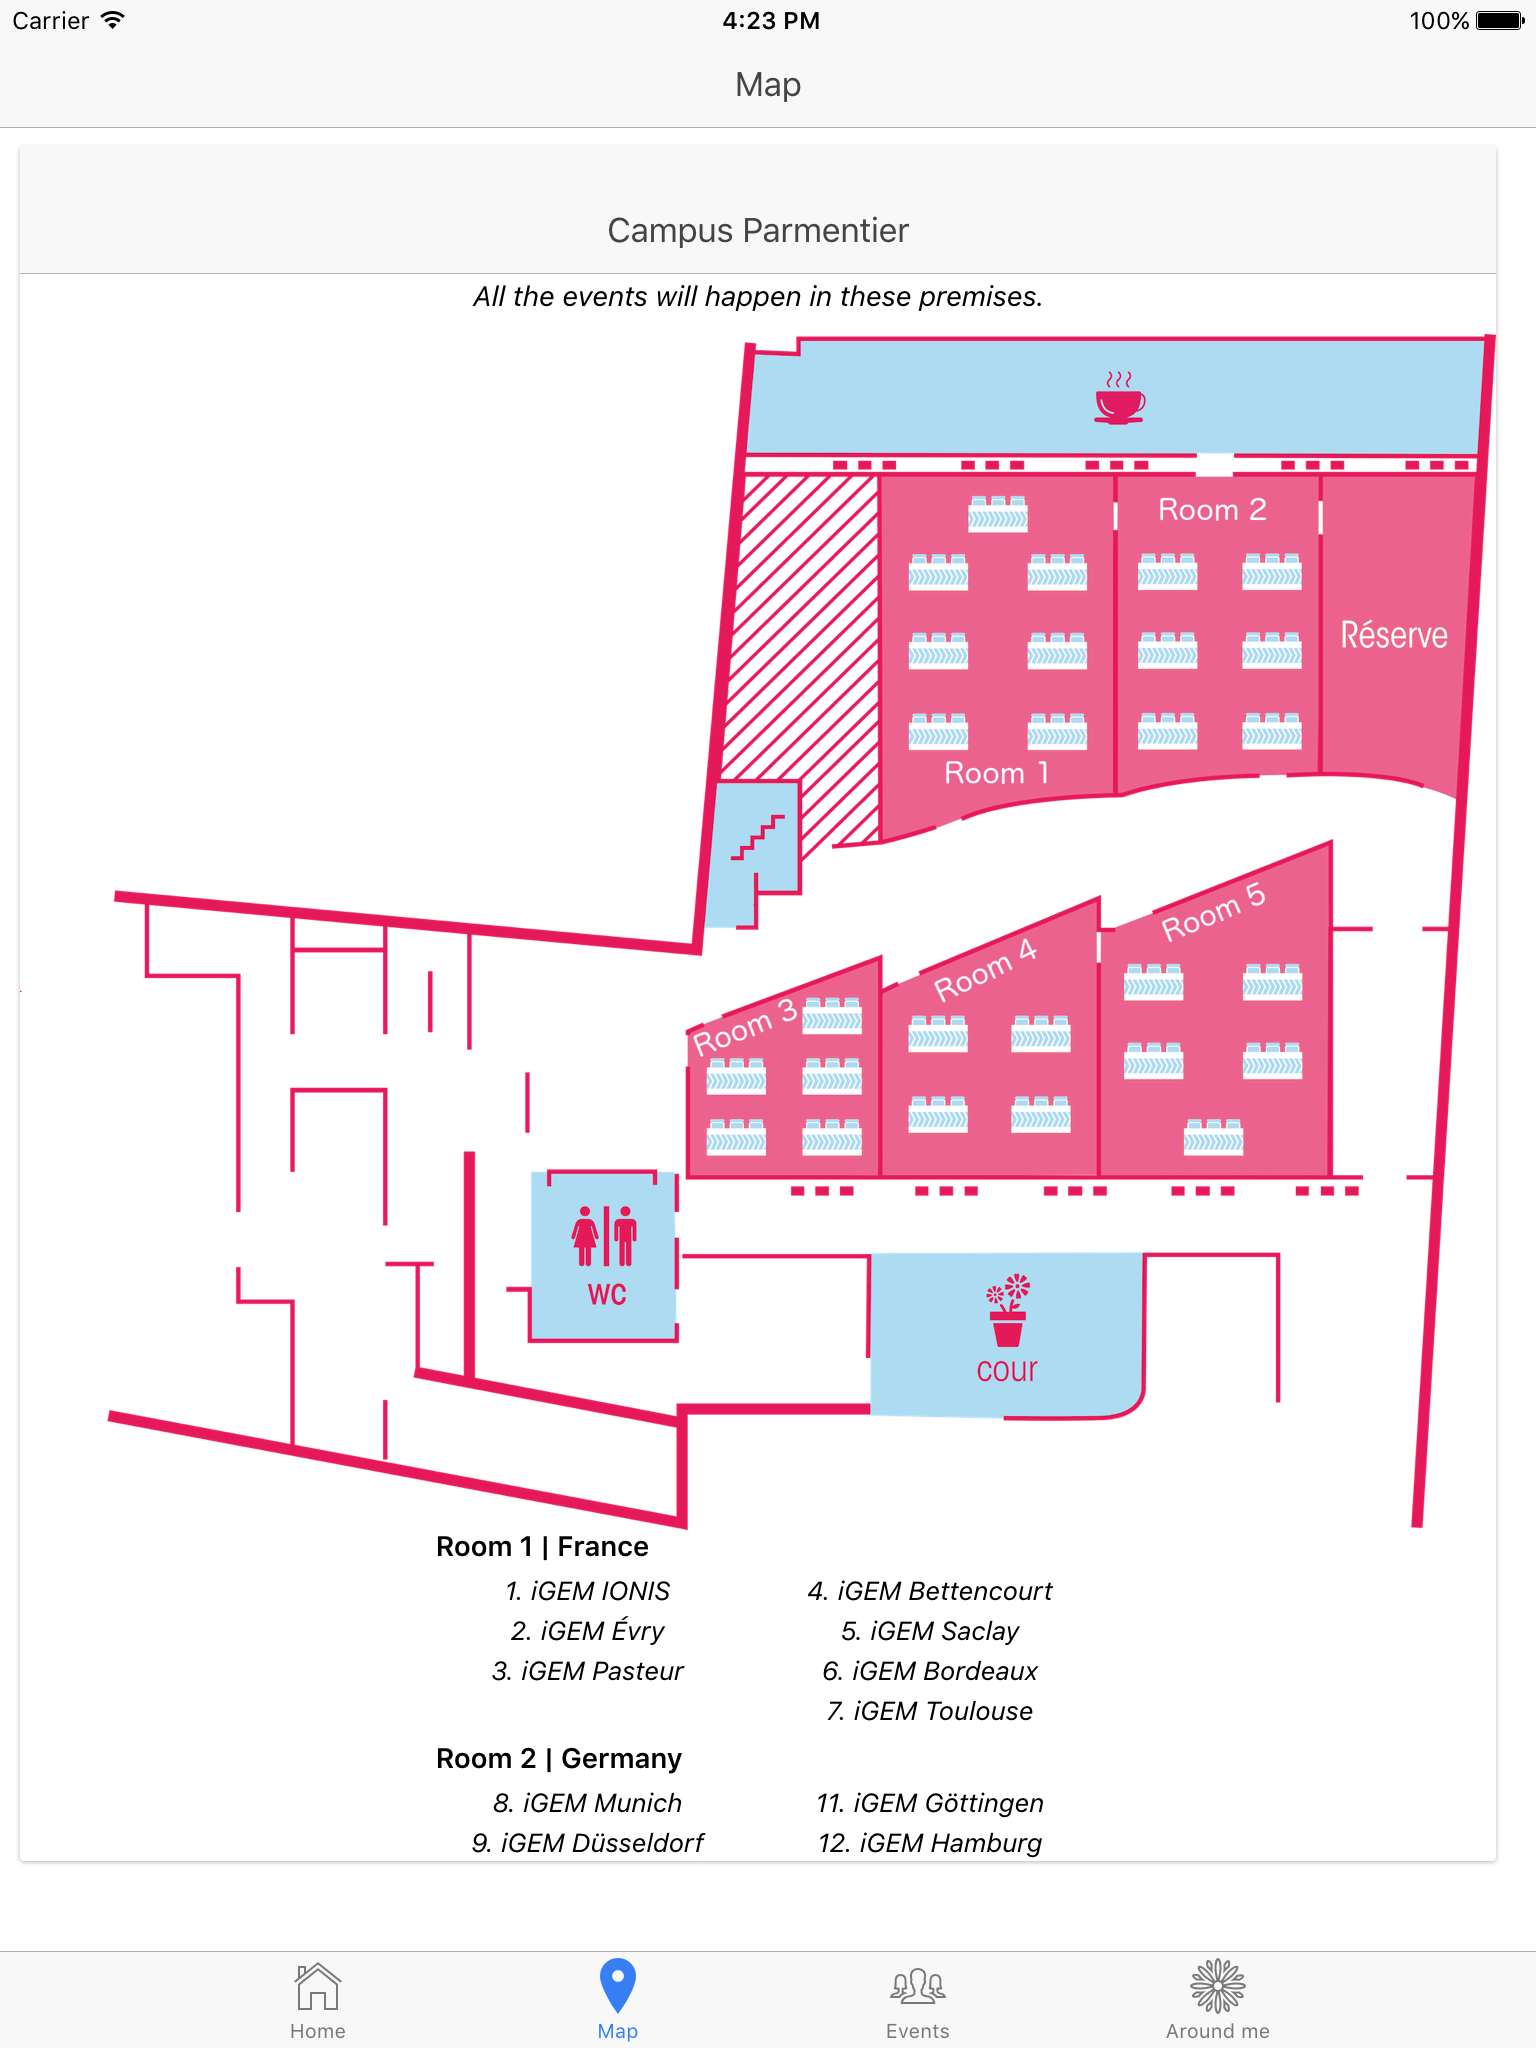 Carrier 4:23 PM 100%
Map
Campus Parmentier
All the events will happen in these premises.
Room 2
Réserve
Room 1
Room 5
Room 4
Room 3
WC
cour
Room 1 | France
1. iGEM IONIS 4. iGEM Bettencourt
2. iGEM Évry 5. iGEM Saclay
3. iGEM Pasteur 6. iGEM Bordeaux
7. iGEM Toulouse
Room 2 | Germany
8. iGEM Munich 11. iGEM Göttingen
9. iGEM Düsseldorf 12. iGEM Hamburg
Home Map Events Around me